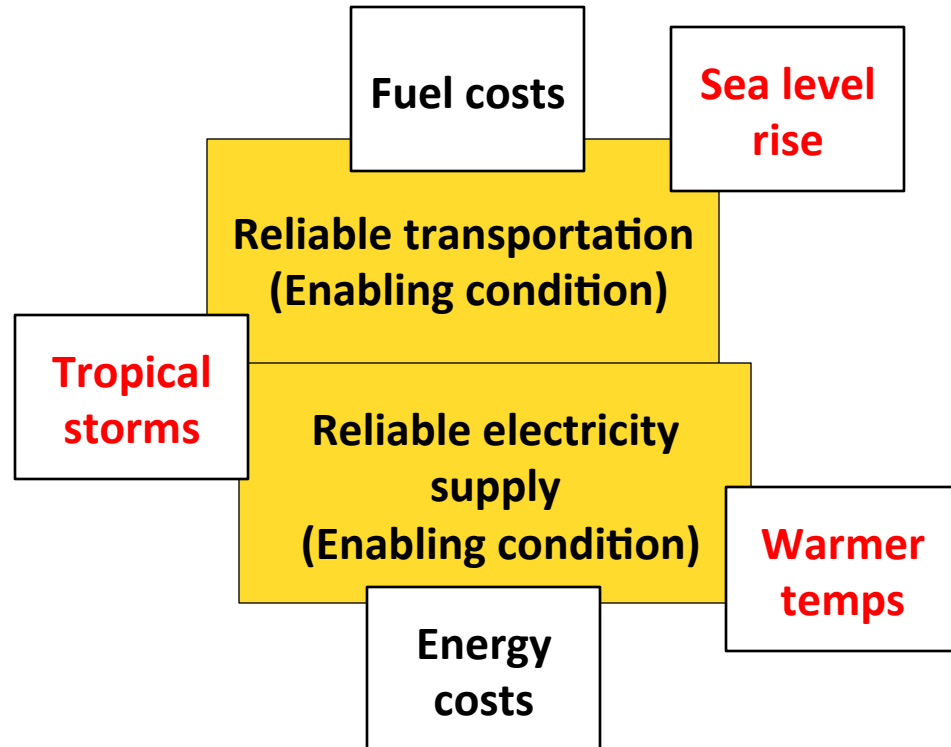 Fuel costs
Sea level
rise
Reliable transportation
(Enabling condition)
Tropical
storms
Reliable electricity
supply
(Enabling condition)
Warmer
temps
Energy
costs